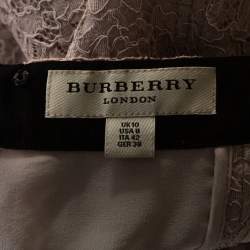 BURBERRY
LONDON
UK 10
USA 8
ITA 42
GER 38